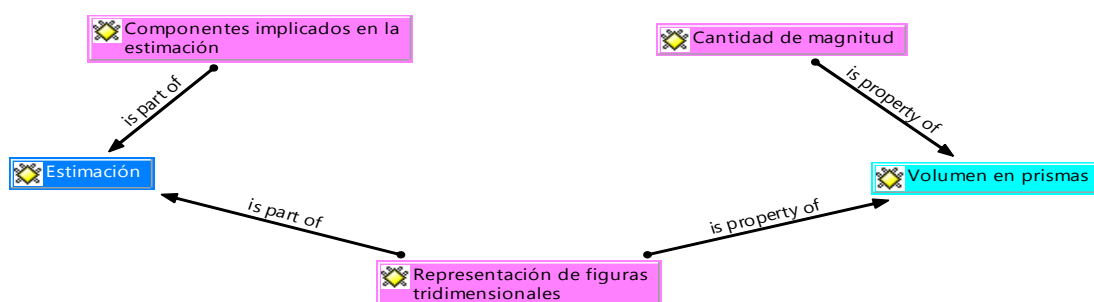 Componentes implicados en la
estimación
Cantidad de magnitud
is part of
is property of
Estimación
Volumen en prismas
is part of
is property of
Representación de figuras
tridimensionales